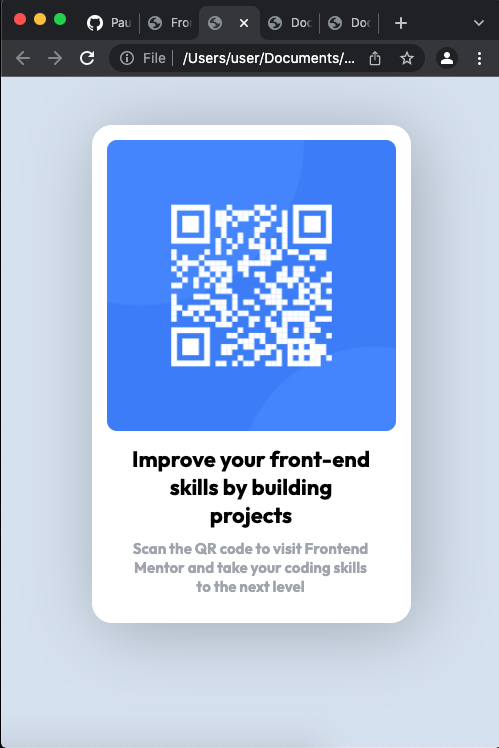 Pau
Fro
Doc
Doc
File
/Users/user/Documents/...
Improve your front-end
skills by building
projects
Scan the QR code to visit Frontend
Mentor and take your coding skills
to the next level